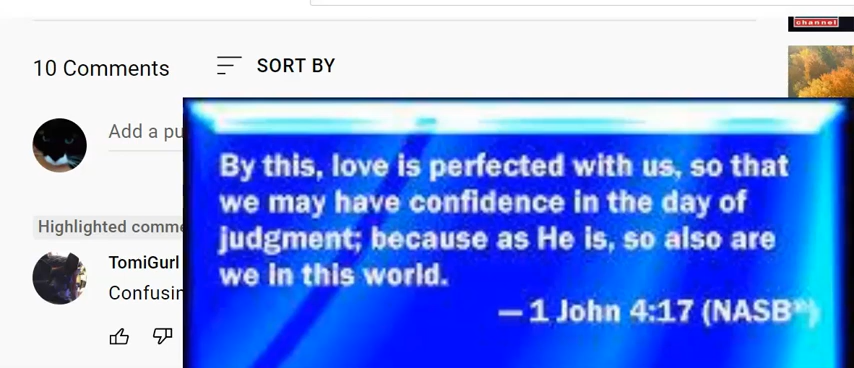 channel
10 Comments
SORT BY
Add a pu
Highlighted comme
TomiGurl
Confusin
By this, love is perfected with us, so that
we may have confidence in the day of
judgment; because as He is, so also are
we in this world.
— 1 John 4:17 (NASB®)